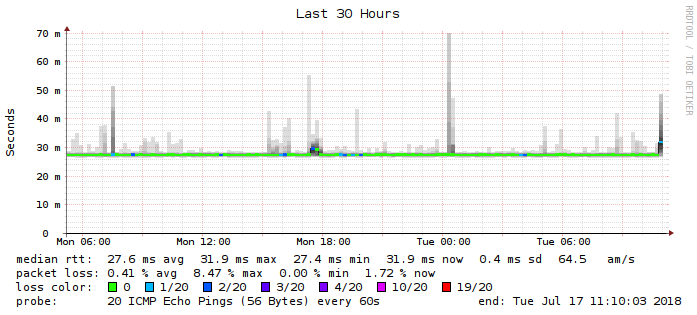 Last 30 Hours
RRDTOOL / TOBI OETIKER
Seconds
70 m
60 m
50 m
40 m
30 m
20 m
10 m
0
Mon 06:00 Mon 12:00 Mon 18:00 Tue 00:00 Tue 06:00
median rtt: 27.6 ms avg 31.9 ms max 27.4 ms min 31.9 ms now 0.4 ms sd 64.5 am/s
packet loss: 0.41 % avg 8.47 % max 0.00 % min 1.72 % now
loss color: 0 1/20 2/20 3/20 4/20 10/20 19/20
probe: 20 ICMP Echo Pings (56 Bytes) every 60s end: Tue Jul 17 11:10:03 2018